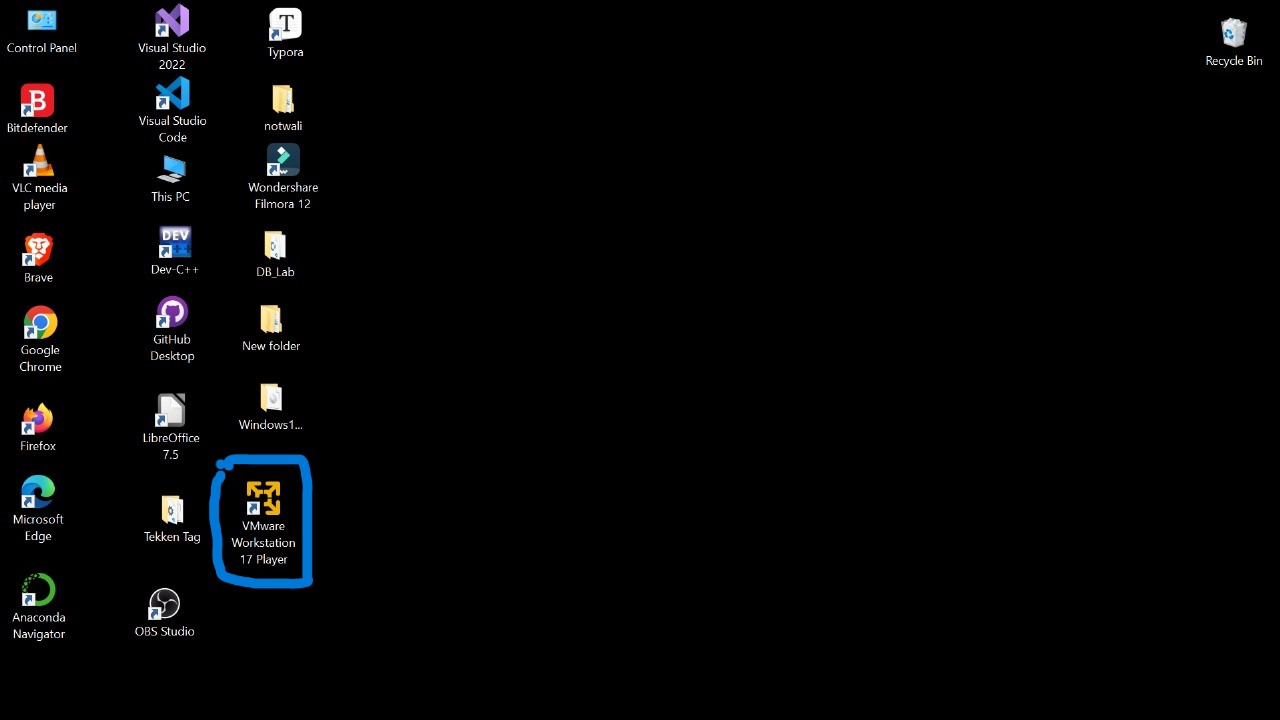 Control Panel
Bitdefender
VLC media
player
Brave
Google
Chrome
Firefox
Microsoft
Edge
Anaconda
Navigator
Visual Studio
2022
Visual Studio
Code
This PC
DEV
Dev-C++
GitHub
Desktop
LibreOffice
7.5
Tekken Tag
OBS Studio
T
Typora
notwali
Wondershare
Filmora 12
DB_Lab
New folder
Windows1...
VMware
Workstation
17 Player
Recycle Bin